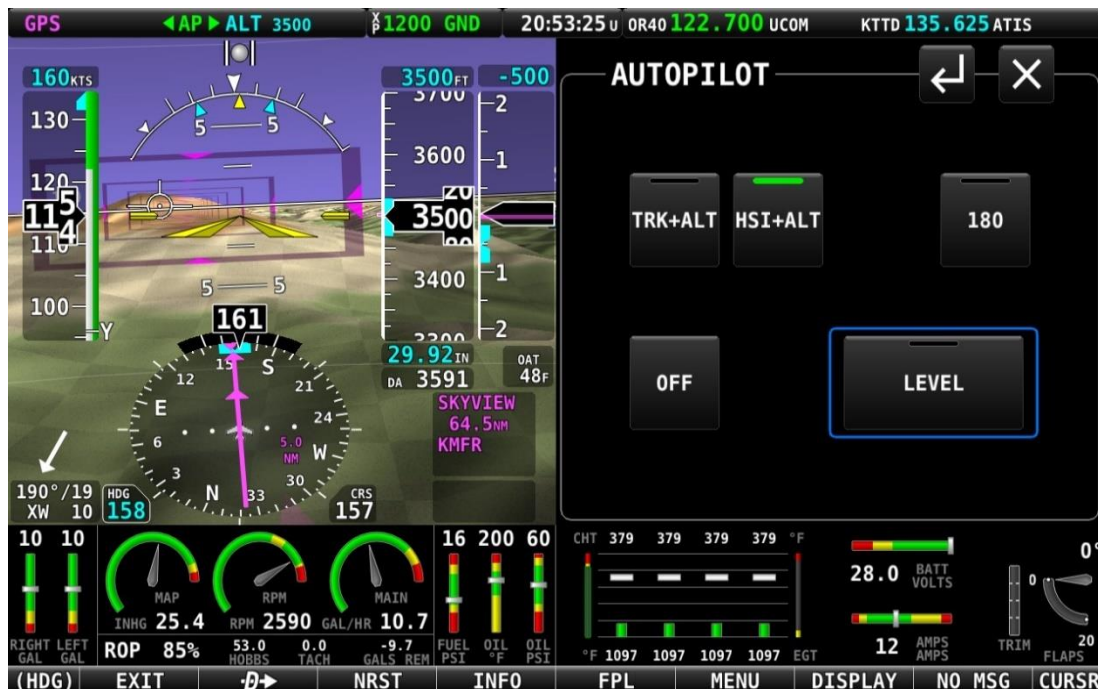 GPS ◀AP▶ ALT 3500 XP 1200 GND 20:53:25 U OR40 122.700 UCOM KTTD 135.625 ATIS
160KTS 3500FT -500
130 120 110 100
115
4
Y
5 5
5 5
3700 3600 3400 3300
3500
20
2 1 1 2
161
15 S 21 24 W 30 33 N 3 6 E 12
5.0
NM
29.92IN
DA 3591
OAT
48F
SKYVIEW
64.5NM
KMFR
190°/19
XW 10
HDG
158
CRS
157
AUTOPILOT
TRK+ALT HSI+ALT 180
OFF LEVEL
10 10
RIGHT GAL LEFT GAL
MAP
INHG 25.4
RPM
RPM 2590
MAIN
GAL/HR 10.7
ROP 85%
53.0 HOBBS
0.0 TACH
-9.7 GALS REM
16 200 60
FUEL PSI OIL °F OIL PSI
CHT 379 379 379 379 °F
°F 1097 1097 1097 1097 EGT
28.0 BATT VOLTS
12 AMPS AMPS
TRIM
0°
0
20
FLAPS
(HDG) EXIT -D→ NRST INFO FPL MENU DISPLAY NO MSG CURSR